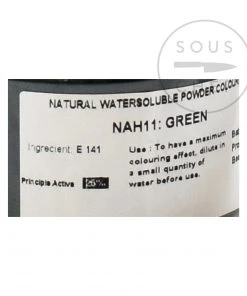 SOUS
NATURAL WATERSOLUBLE POWDER COLOUR
NAH11: GREEN
Ingrecient: E 141
Use : To have a maximum
colouring effect, dilute in
a small quantity of
water before use.
Principle Active 25%